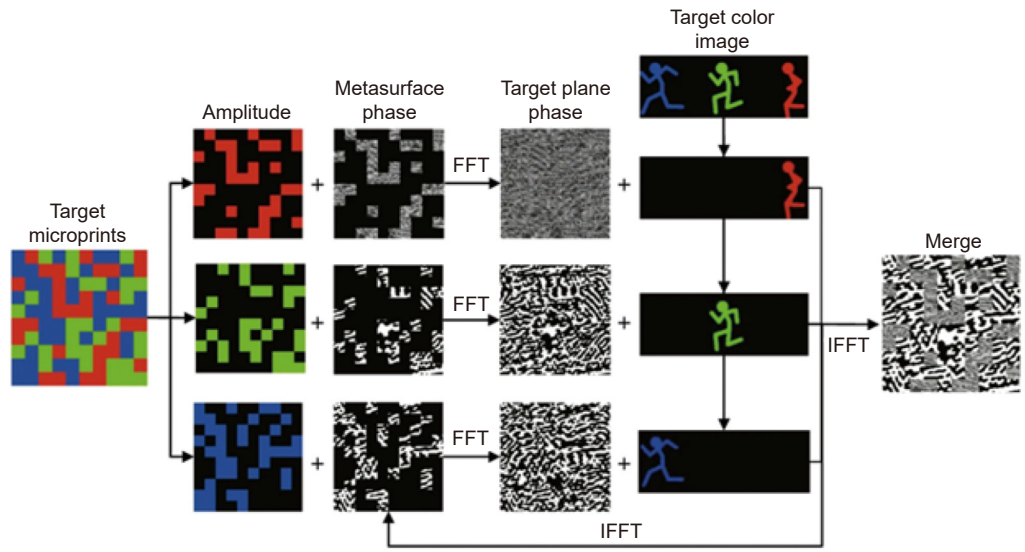 Target color
image
Amplitude
Metasurface
phase
Target plane
phase
FFT
+
+
Target
microprints
Merge
FFT
+
+
IFFT
FFT
+
+
IFFT